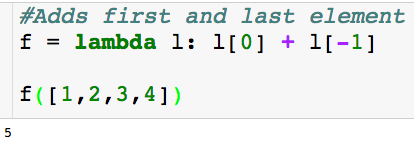 #Adds first and last element
f = lambda l: l[0] + l[-1]
f([1,2,3,4])
5